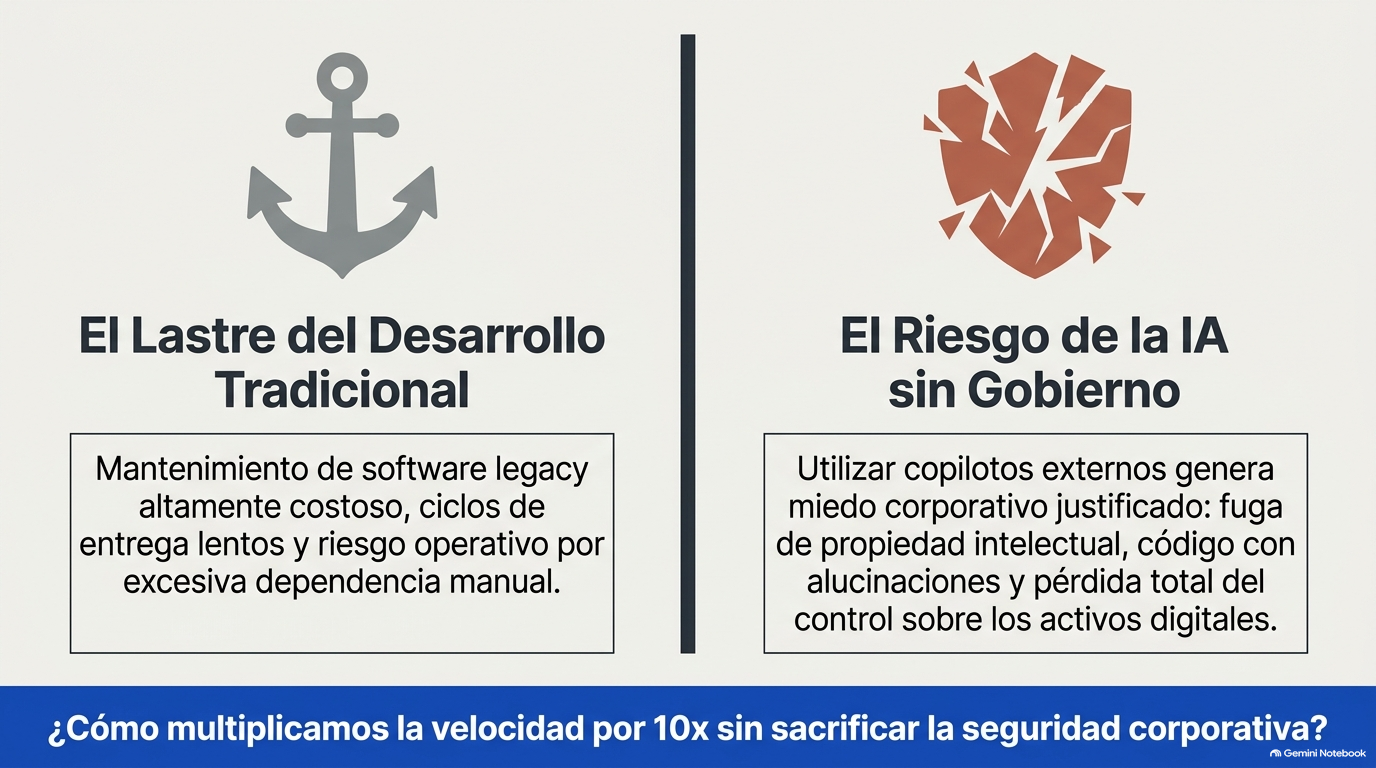 El Lastre del Desarrollo
Tradicional
Mantenimiento de software legacy
altamente costoso, ciclos de
entrega lentos y riesgo operativo por
excesiva dependencia manual.
El Riesgo de la IA
sin Gobierno
Utilizar copilotos externos genera
miedo corporativo justificado: fuga
de propiedad intelectual, código con
alucinaciones y pérdida total del
control sobre los activos digitales.
¿Cómo multiplicamos la velocidad por 10x sin sacrificar la seguridad corporativa?
Gemini Notebook